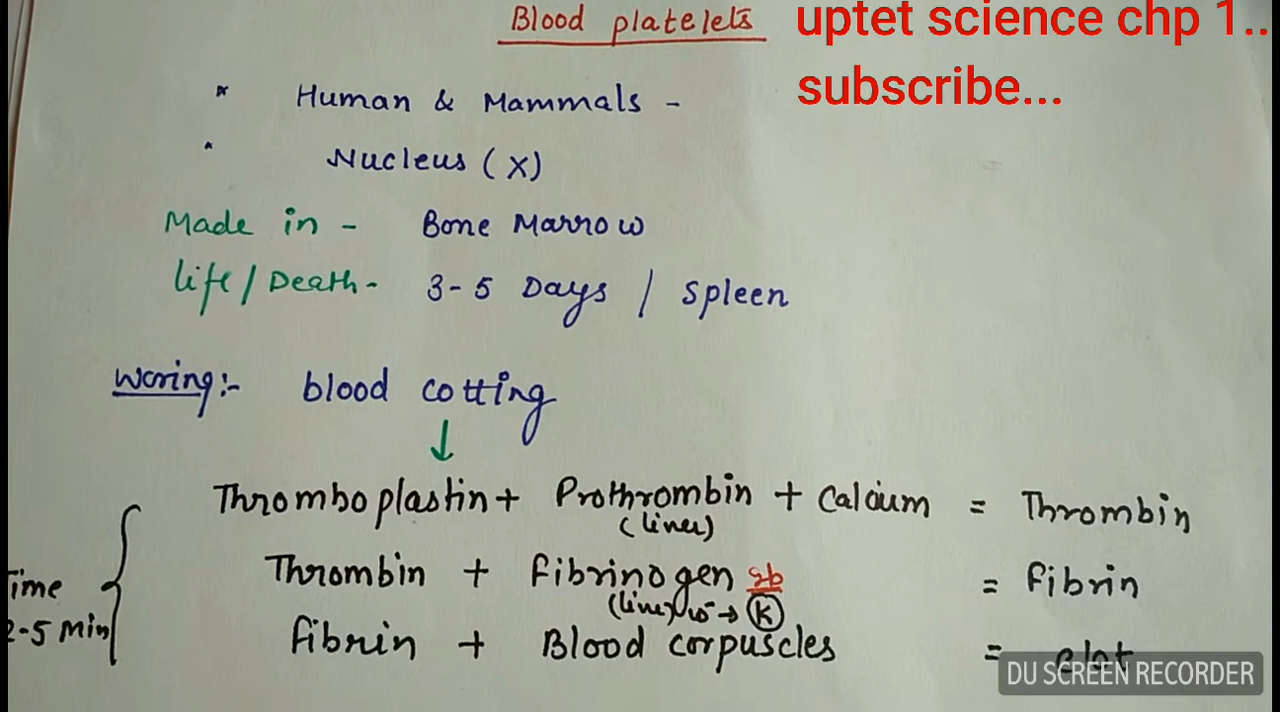 Blood platelets
uptet science chp 1..
subscribe...
* Human & Mammals -
Nucleus (X)
Made in - Bone Marrow
life/Death - 3-5 Days / Spleen
Woring:- blood cotting
↓
Thromboplastin + Prothrombin + Calcium = Thrombin
(liver)
Thrombin + fibrinogen = fibrin
(liver) → K
fibrin + Blood corpuscles = clot
Time
2-5 Min
DU SCREEN RECORDER